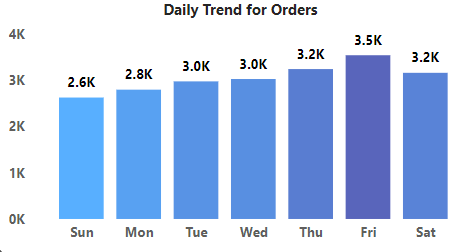 Daily Trend for Orders
4K
3K
2K
1K
0K
2.6K 2.8K 3.0K 3.0K 3.2K 3.5K 3.2K
Sun Mon Tue Wed Thu Fri Sat